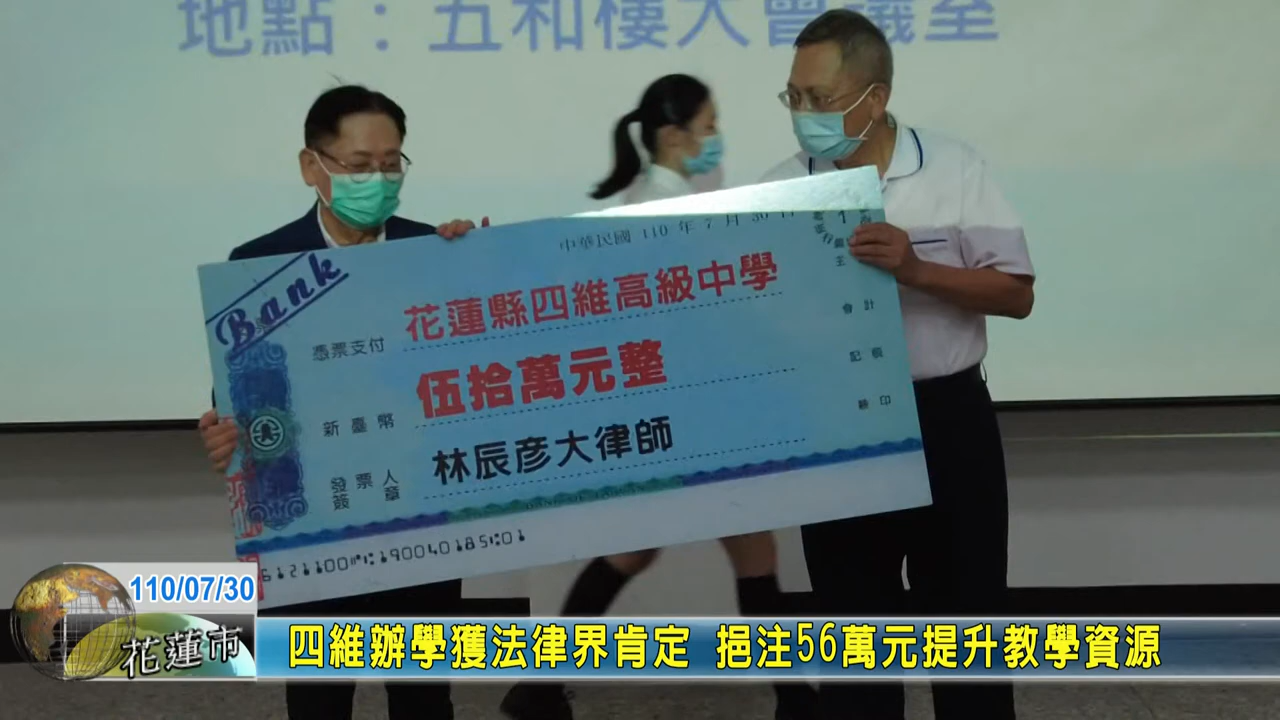 地點：五和樓大會議室
中華民國 110 年 7 月 30 日
Bank
憑票支付 花蓮縣四維高級中學
新臺幣 伍拾萬元整
發票人簽章 林辰彥大律師
會計
110/07/30
花蓮市
四維辦學獲法律界肯定 挹注56萬元提升教學資源